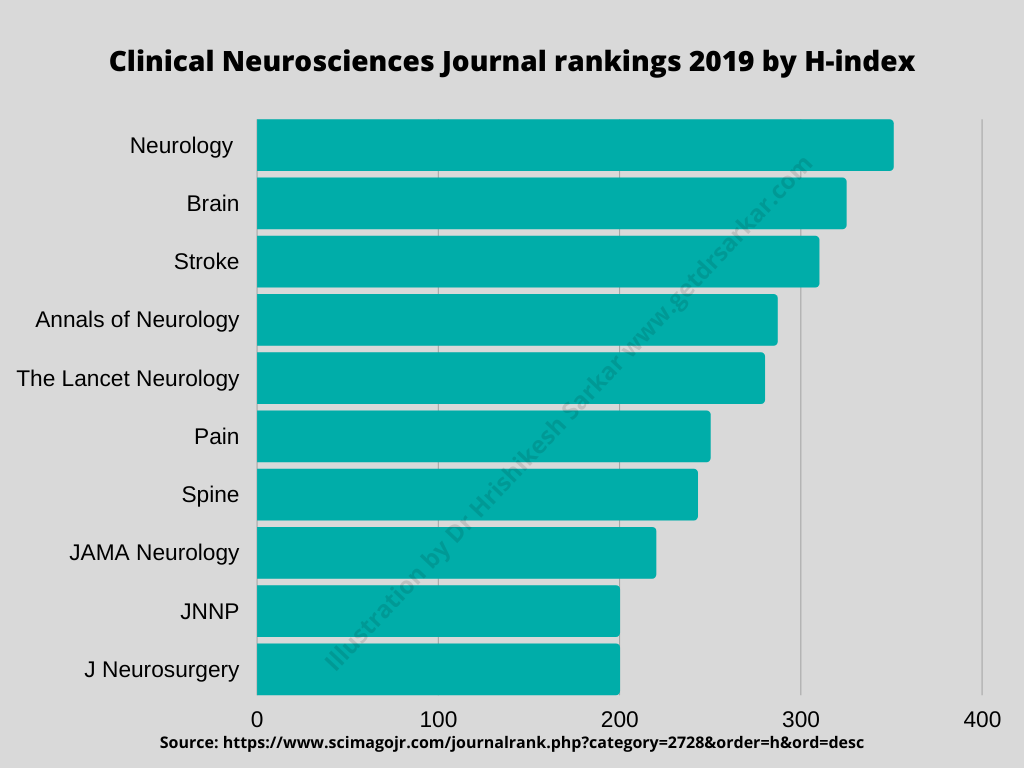 Clinical Neurosciences Journal rankings 2019 by H-index
Neurology
Brain
Stroke
Annals of Neurology
The Lancet Neurology
Pain
Spine
JAMA Neurology
JNNP
J Neurosurgery
Illustration by Dr Hrishikesh Sarkar www.getdrsarkar.com
0 100 200 300 400
Source: https://www.scimagojr.com/journalrank.php?category=2728&order=h&ord=desc